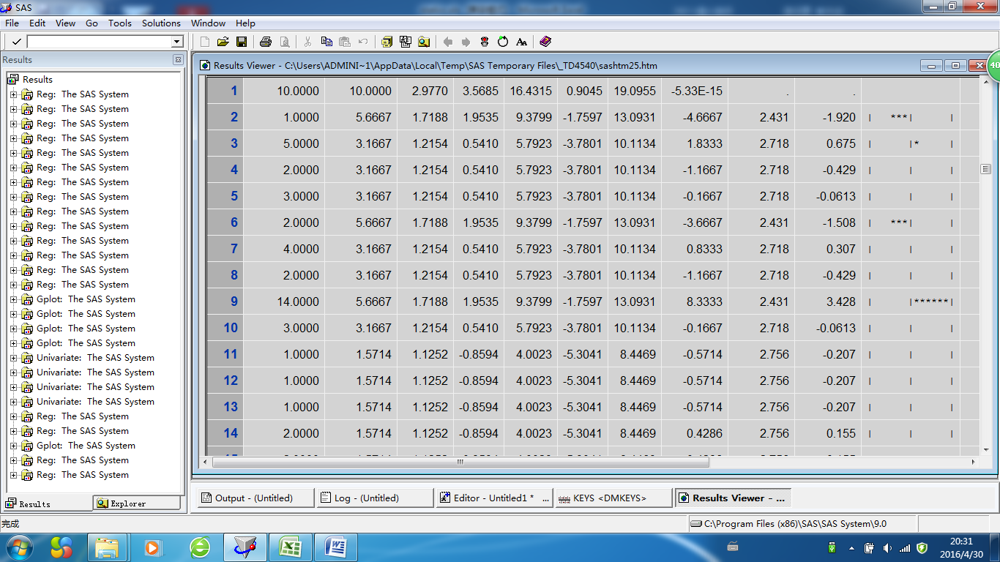 SAS
File Edit View Go Tools Solutions Window Help
Results
Results
Reg: The SAS System
Reg: The SAS System
Reg: The SAS System
Reg: The SAS System
Reg: The SAS System
Reg: The SAS System
Reg: The SAS System
Reg: The SAS System
Reg: The SAS System
Reg: The SAS System
Reg: The SAS System
Reg: The SAS System
Reg: The SAS System
Reg: The SAS System
Gplot: The SAS System
Gplot: The SAS System
Gplot: The SAS System
Gplot: The SAS System
Univariate: The SAS System
Univariate: The SAS System
Univariate: The SAS System
Univariate: The SAS System
Reg: The SAS System
Reg: The SAS System
Gplot: The SAS System
Reg: The SAS System
Reg: The SAS System
Results Explorer
Results Viewer - C:\Users\ADMINI~1\AppData\Local\Temp\SAS Temporary Files\_TD4540\sashtm25.htm
40
1 10.0000 10.0000 2.9770 3.5685 16.4315 0.9045 19.0955 -5.33E-15 . .
2 1.0000 5.6667 1.7188 1.9535 9.3799 -1.7597 13.0931 -4.6667 2.431 -1.920 | ***| |
3 5.0000 3.1667 1.2154 0.5410 5.7923 -3.7801 10.1134 1.8333 2.718 0.675 | |* |
4 2.0000 3.1667 1.2154 0.5410 5.7923 -3.7801 10.1134 -1.1667 2.718 -0.429 | | |
5 3.0000 3.1667 1.2154 0.5410 5.7923 -3.7801 10.1134 -0.1667 2.718 -0.0613 | | |
6 2.0000 5.6667 1.7188 1.9535 9.3799 -1.7597 13.0931 -3.6667 2.431 -1.508 | ***| |
7 4.0000 3.1667 1.2154 0.5410 5.7923 -3.7801 10.1134 0.8333 2.718 0.307 | | |
8 2.0000 3.1667 1.2154 0.5410 5.7923 -3.7801 10.1134 -1.1667 2.718 -0.429 | | |
9 14.0000 5.6667 1.7188 1.9535 9.3799 -1.7597 13.0931 8.3333 2.431 3.428 | |******|
10 3.0000 3.1667 1.2154 0.5410 5.7923 -3.7801 10.1134 -0.1667 2.718 -0.0613 | | |
11 1.0000 1.5714 1.1252 -0.8594 4.0023 -5.3041 8.4469 -0.5714 2.756 -0.207 | | |
12 1.0000 1.5714 1.1252 -0.8594 4.0023 -5.3041 8.4469 -0.5714 2.756 -0.207 | | |
13 1.0000 1.5714 1.1252 -0.8594 4.0023 -5.3041 8.4469 -0.5714 2.756 -0.207 | | |
14 2.0000 1.5714 1.1252 -0.8594 4.0023 -5.3041 8.4469 0.4286 2.756 0.155 | | |
Output - (Untitled) Log - (Untitled) Editor - Untitled1 * ... KEYS <DMKEYS> Results Viewer - ...
完成
C:\Program Files (x86)\SAS\SAS System\9.0
20:31
2016/4/30